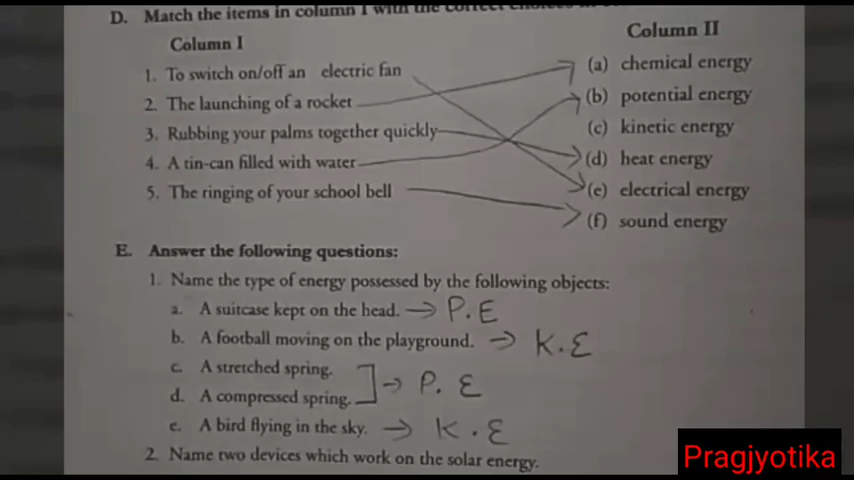 D. Match the items in column I with the correct choices in
Column I
Column II
1. To switch on/off an electric fan
(a) chemical energy
2. The launching of a rocket
(b) potential energy
3. Rubbing your palms together quickly
(c) kinetic energy
4. A tin-can filled with water
(d) heat energy
5. The ringing of your school bell
(e) electrical energy
(f) sound energy
E. Answer the following questions:
1. Name the type of energy possessed by the following objects:
a. A suitcase kept on the head. → P.E
b. A football moving on the playground. → K.E
c. A stretched spring.
d. A compressed spring. ] → P. E
e. A bird flying in the sky. → K.E
2. Name two devices which work on the solar energy.
Pragjyotika